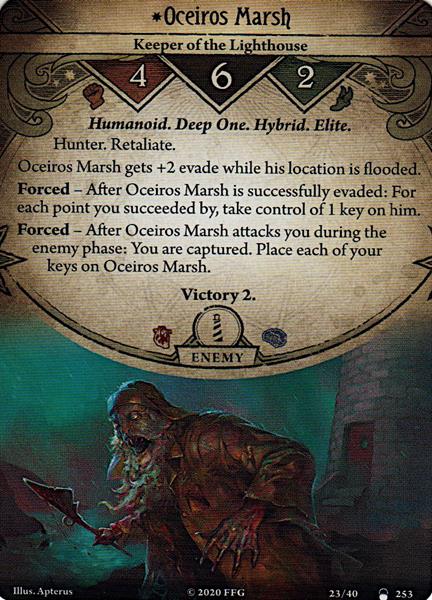 *Oceiros Marsh
Keeper of the Lighthouse
4 6 2
Humanoid. Deep One. Hybrid. Elite.
Hunter. Retaliate.
Oceiros Marsh gets +2 evade while his location is flooded.
Forced – After Oceiros Marsh is successfully evaded: For
each point you succeeded by, take control of 1 key on him.
Forced – After Oceiros Marsh attacks you during the
enemy phase: You are captured. Place each of your
keys on Oceiros Marsh.
Victory 2.
ENEMY
Illus. Apterus © 2020 FFG 23/40 253